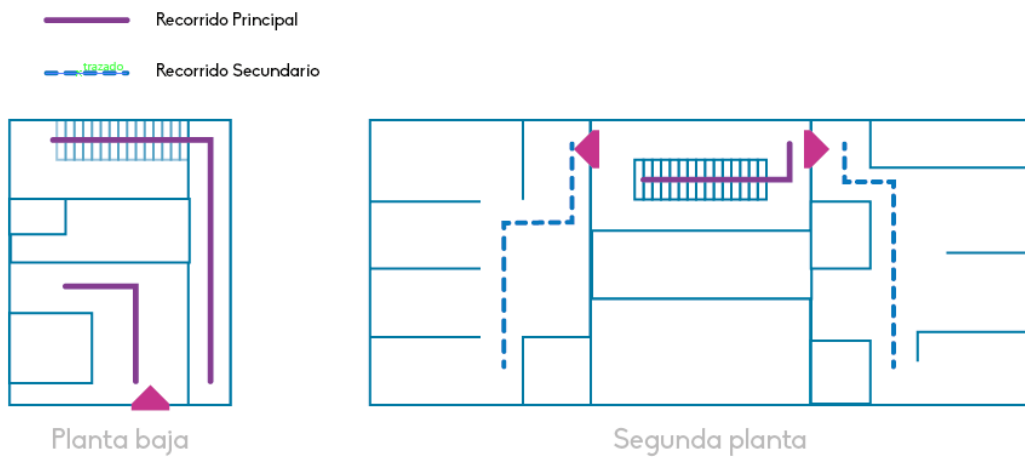 Recorrido Principal
trazado
Recorrido Secundario
Planta baja
Segunda planta